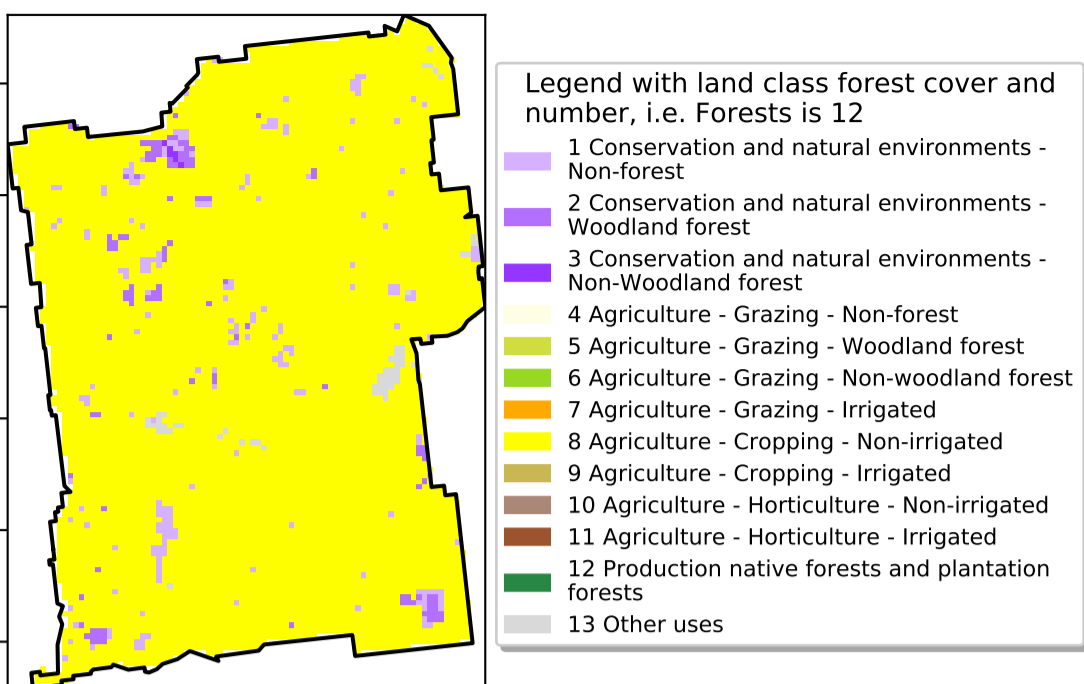 Legend with land class forest cover and
number, i.e. Forests is 12
1 Conservation and natural environments -
Non-forest
2 Conservation and natural environments -
Woodland forest
3 Conservation and natural environments -
Non-Woodland forest
4 Agriculture - Grazing - Non-forest
5 Agriculture - Grazing - Woodland forest
6 Agriculture - Grazing - Non-woodland forest
7 Agriculture - Grazing - Irrigated
8 Agriculture - Cropping - Non-irrigated
9 Agriculture - Cropping - Irrigated
10 Agriculture - Horticulture - Non-irrigated
11 Agriculture - Horticulture - Irrigated
12 Production native forests and plantation
forests
13 Other uses